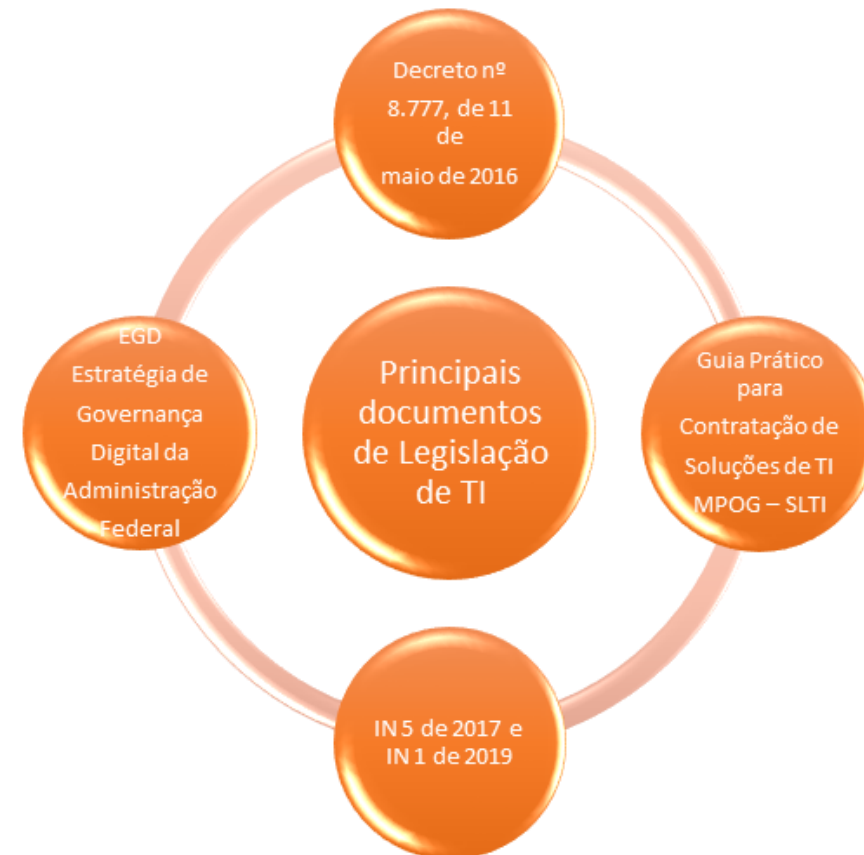 Decreto nº
8.777, de 11
de
maio de 2016
EGD
Estratégia de
Governança
Digital da
Administração
Federal
Principais
documentos
de Legislação
de TI
Guia Prático
para
Contratação de
Soluções de TI
MPOG – SLTI
IN 5 de 2017 e
IN 1 de 2019